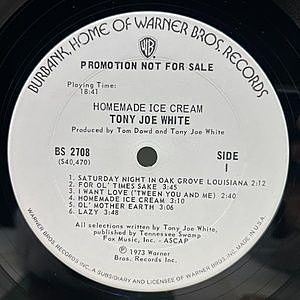 BURBANK, HOME OF WARNER BROS. RECORDS
WB
PROMOTION NOT FOR SALE
Playing Time:
18:41
HOMEMADE ICE CREAM
TONY JOE WHITE
Produced by Tom Dowd and Tony Joe White
BS 2708
(S40,470)
SIDE
1
1. SATURDAY NIGHT IN OAK GROVE LOUISIANA 2:12
2. FOR OL' TIMES SAKE 3:45
3. I WANT LOVE ('TWEEN YOU AND ME) 2:40
4. HOMEMADE ICE CREAM 3:00
5. OL' MOTHER EARTH 3:06
6. LAZY 3:48
All selections written by Tony Joe White,
published by Tennessee Swamp
Fox Music, Inc. - ASCAP
℗ 1973 Warner
Bros. Records Inc.
WARNER BROS. RECORDS INC., A SUBSIDIARY AND LICENSEE OF WARNER BROS. INC. MADE IN U.S.A.